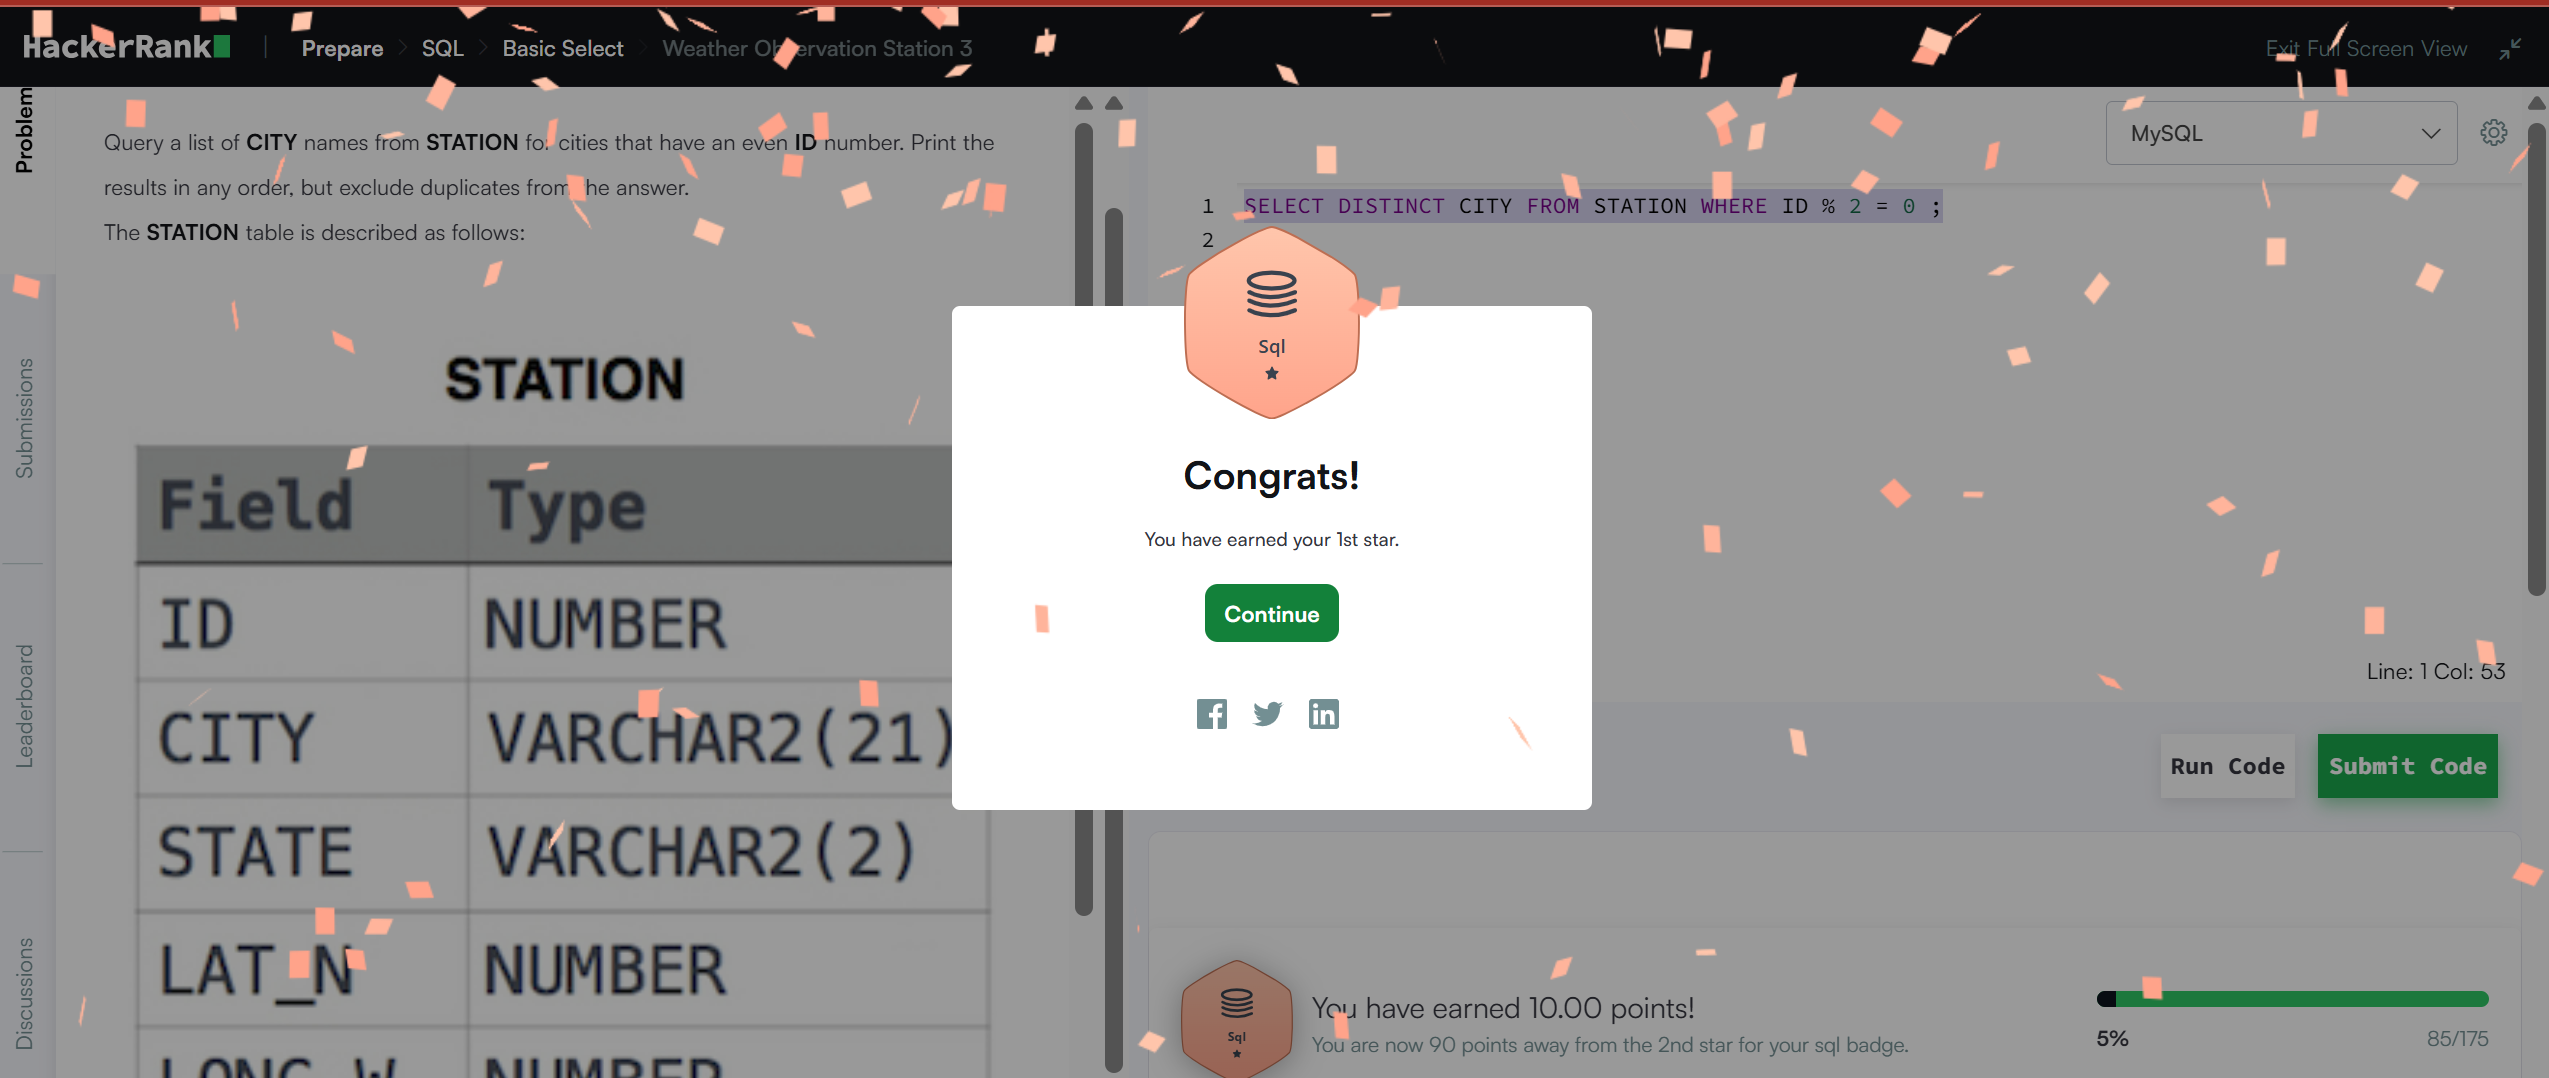 HackerRank
Prepare
SQL
Basic Select
Weather Observation Station 3
Exit Full Screen View
Problem
Submissions
Leaderboard
Discussions
Query a list of CITY names from STATION for cities that have an even ID number. Print the
results in any order, but exclude duplicates from the answer.
The STATION table is described as follows:
STATION
Field Type
ID NUMBER
CITY VARCHAR2(21)
STATE VARCHAR2(2)
LAT_N NUMBER
LONG_W NUMBER
MySQL
1 SELECT DISTINCT CITY FROM STATION WHERE ID % 2 = 0 ;
2
Sql
Congrats!
You have earned your 1st star.
Continue
Line: 1 Col: 53
Run Code
Submit Code
Sql
You have earned 10.00 points!
You are now 90 points away from the 2nd star for your sql badge.
5%
85/175